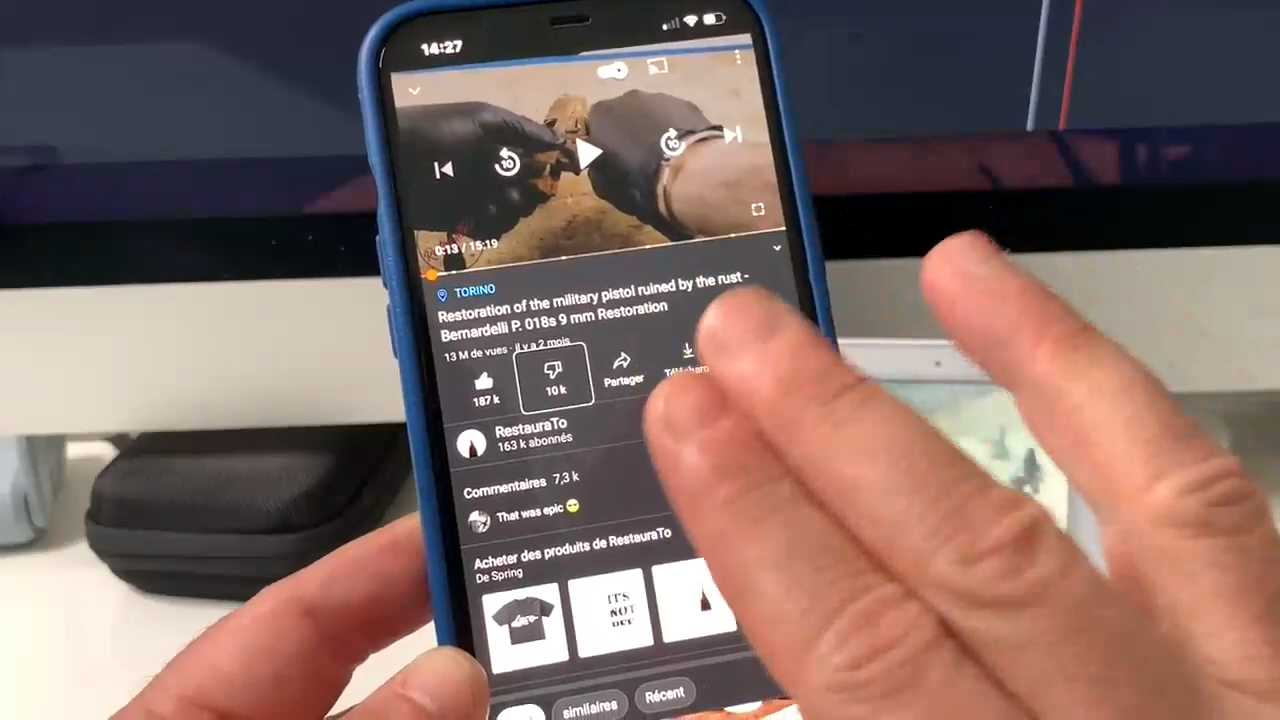 14:27
10
10
0:13 / 15:19
TORINO
Restoration of the military pistol ruined by the rust -
Bernardelli P. 018s 9 mm Restoration
13 M de vues · il y a 2 mois
187 k
10 k
Partager
RestauraTo
163 k abonnés
Commentaires 7,3 k
That was epic
Acheter des produits de RestauraTo
De Spring
IT'S
NOT
similaires
Récent